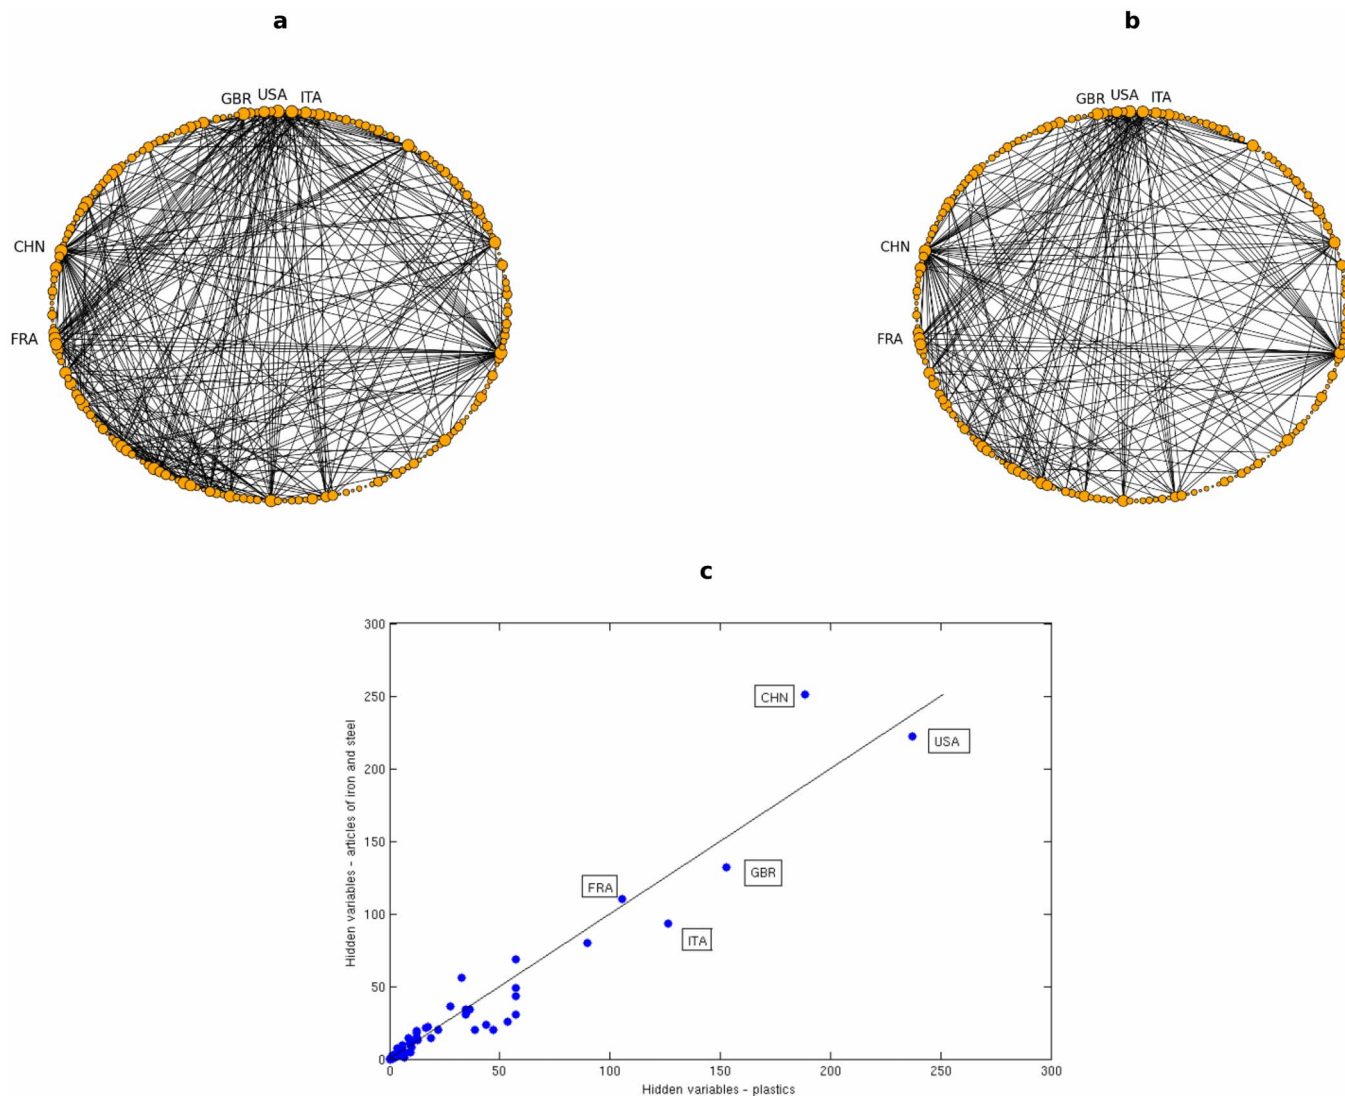 a
b
GBR USA ITA
GBR USA ITA
CHN
CHN
FRA
FRA
c
300
250
200
150
100
50
0
Hidden variables - articles of iron and steel
CHN
USA
GBR
FRA
ITA
0 50 100 150 200 250 300
Hidden variables - plastics